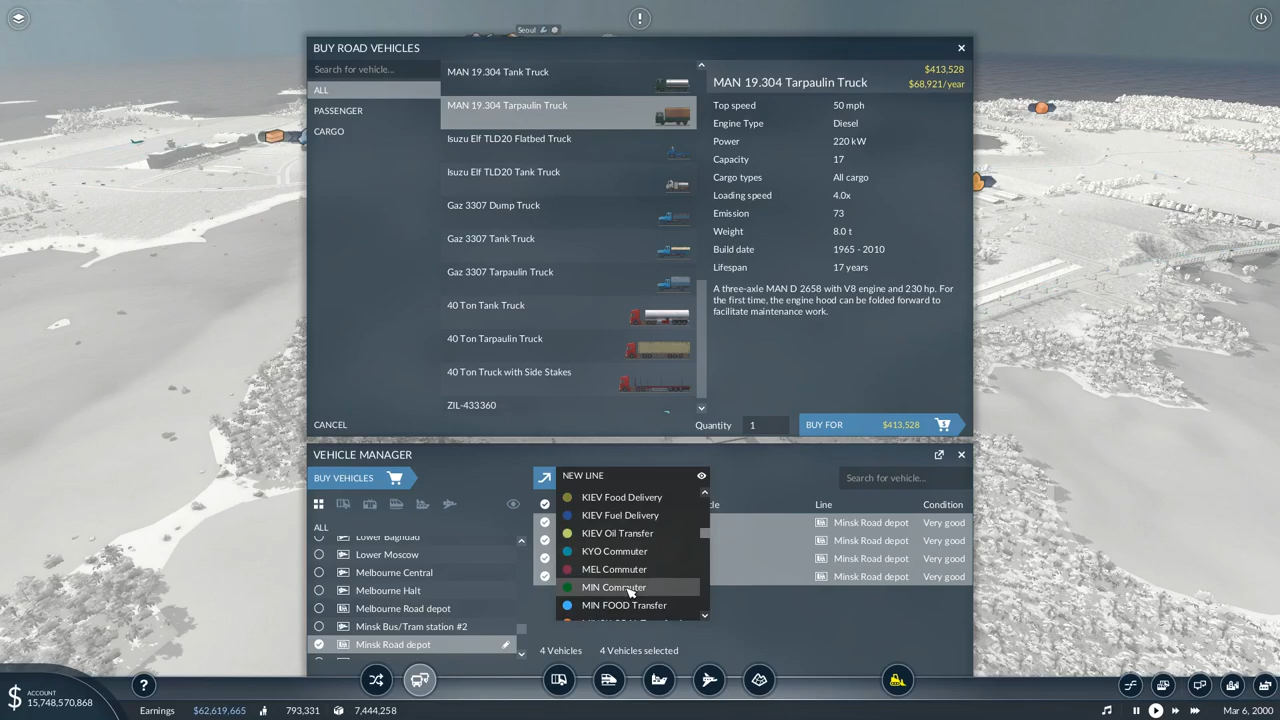 Seoul
BUY ROAD VEHICLES
Search for vehicle...
ALL
PASSENGER
CARGO
MAN 19.304 Tank Truck
MAN 19.304 Tarpaulin Truck
Isuzu Elf TLD20 Flatbed Truck
Isuzu Elf TLD20 Tank Truck
Gaz 3307 Dump Truck
Gaz 3307 Tank Truck
Gaz 3307 Tarpaulin Truck
40 Ton Tank Truck
40 Ton Tarpaulin Truck
40 Ton Truck with Side Stakes
ZIL-433360
$413,528
MAN 19.304 Tarpaulin Truck $68,921/year
Top speed 50 mph
Engine Type Diesel
Power 220 kW
Capacity 17
Cargo types All cargo
Loading speed 4.0x
Emission 73
Weight 8.0 t
Build date 1965 - 2010
Lifespan 17 years
A three-axle MAN D 2658 with V8 engine and 230 hp. For
the first time, the engine hood can be folded forward to
facilitate maintenance work.
CANCEL
Quantity 1 BUY FOR $413,528
VEHICLE MANAGER
BUY VEHICLES
Search for vehicle...
ALL
Lower Baghdad
Lower Moscow
Melbourne Central
Melbourne Halt
Melbourne Road depot
Minsk Bus/Tram station #2
Minsk Road depot
NEW LINE
KIEV Food Delivery
KIEV Fuel Delivery
KIEV Oil Transfer
KYO Commuter
MEL Commuter
MIN Commuter
MIN FOOD Transfer
Line Condition
Minsk Road depot Very good
Minsk Road depot Very good
Minsk Road depot Very good
Minsk Road depot Very good
4 Vehicles 4 Vehicles selected
$ ACCOUNT
15,748,570,868
?
Earnings $62,619,665 793,331 7,444,258
Mar 6, 2000